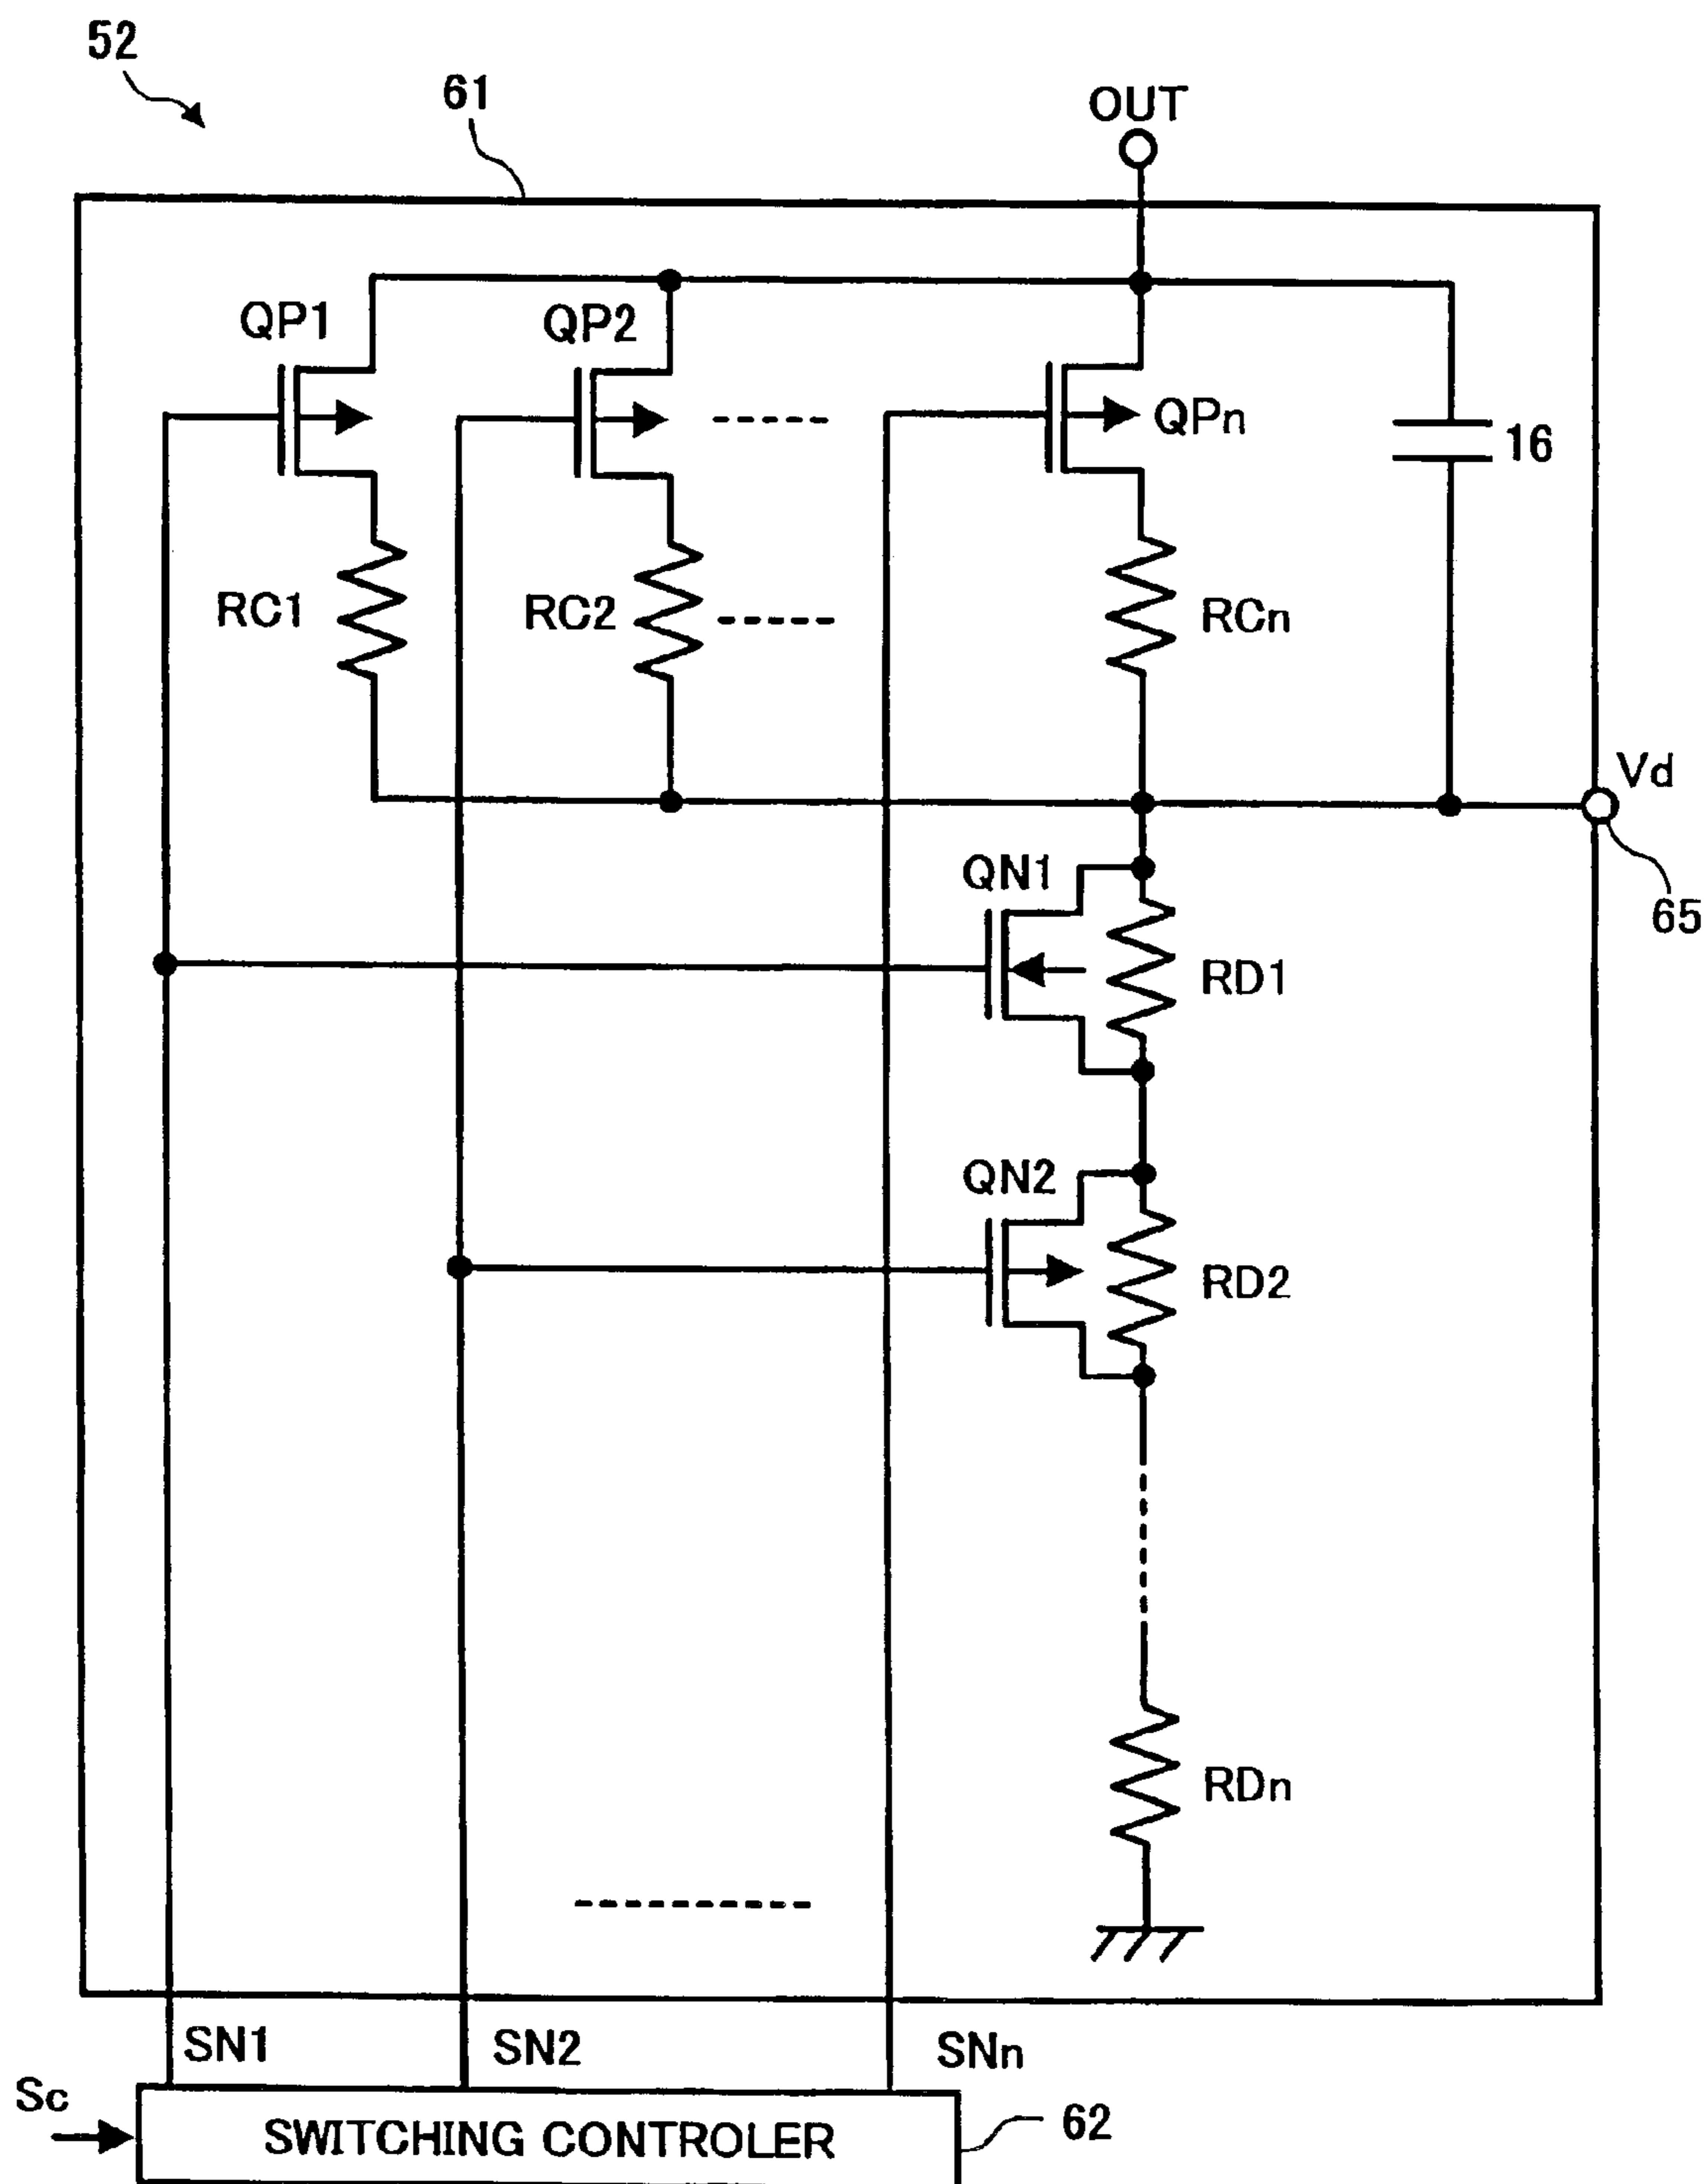 52
61
OUT
QP1
QP2
QPn
16
RC1
RC2
RCn
Vd
65
QN1
RD1
QN2
RD2
RDn
SN1
SN2
SNn
Sc
SWITCHING CONTROLER
62